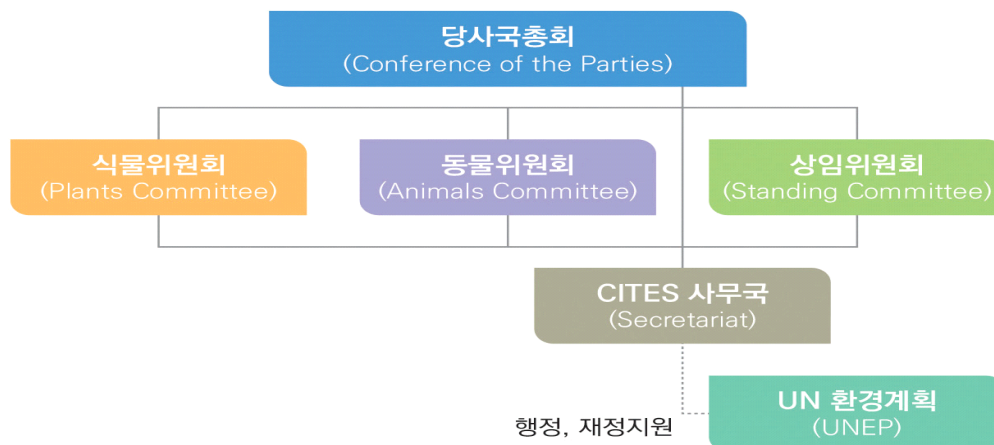 당사국총회
(Conference of the Parties)
식물위원회
(Plants Committee)
동물위원회
(Animals Committee)
상임위원회
(Standing Committee)
CITES 사무국
(Secretariat)
UN 환경계획
(UNEP)
행정, 재정지원